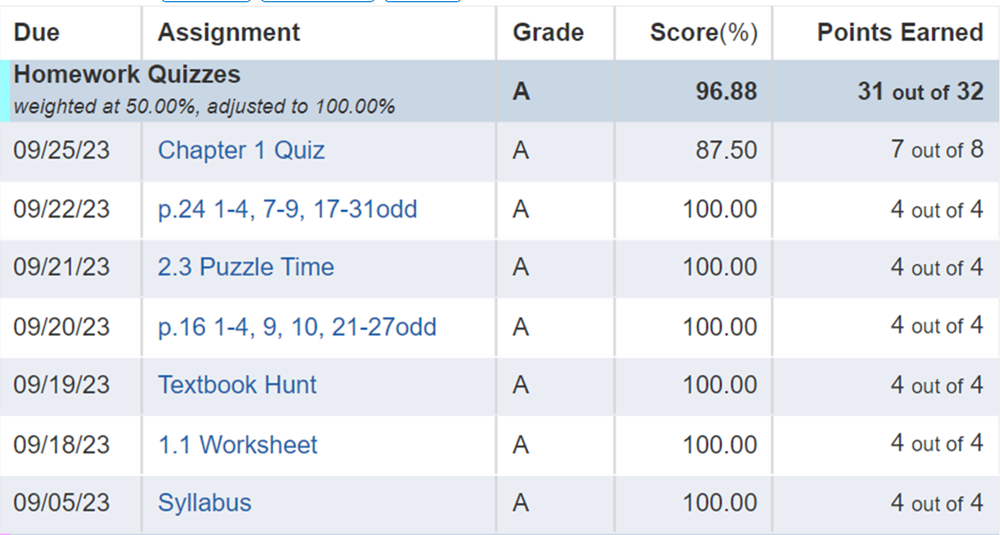 Due Assignment Grade Score(%) Points Earned
Homework Quizzes
weighted at 50.00%, adjusted to 100.00% A 96.88 31 out of 32
09/25/23 Chapter 1 Quiz A 87.50 7 out of 8
09/22/23 p.24 1-4, 7-9, 17-31odd A 100.00 4 out of 4
09/21/23 2.3 Puzzle Time A 100.00 4 out of 4
09/20/23 p.16 1-4, 9, 10, 21-27odd A 100.00 4 out of 4
09/19/23 Textbook Hunt A 100.00 4 out of 4
09/18/23 1.1 Worksheet A 100.00 4 out of 4
09/05/23 Syllabus A 100.00 4 out of 4